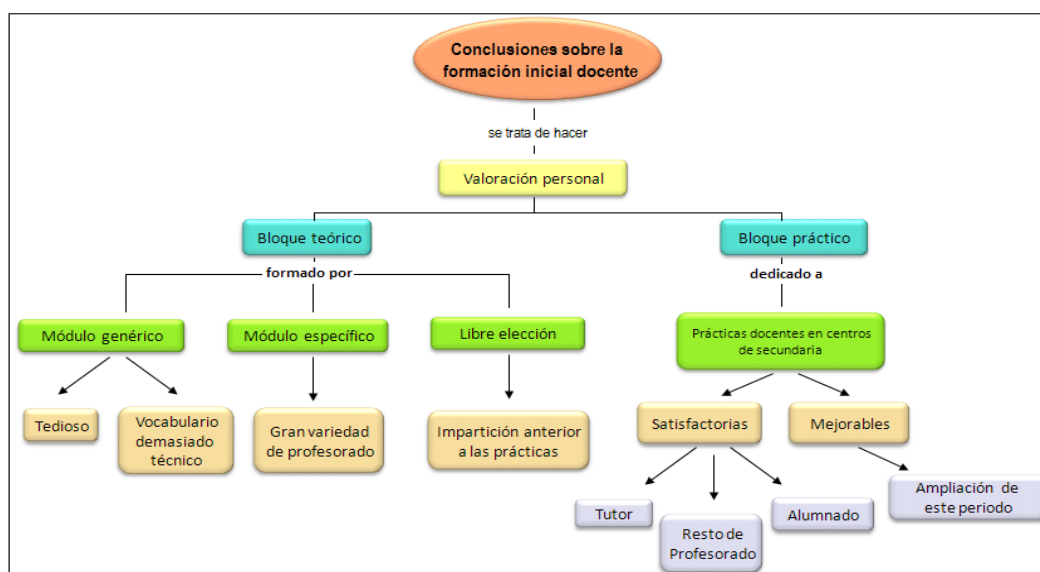 Conclusiones sobre la
formación inicial docente
se trata de hacer
Valoración personal
Bloque teórico
Bloque práctico
formado por
dedicado a
Módulo genérico
Módulo específico
Libre elección
Prácticas docentes en centros
de secundaria
Tedioso
Vocabulario
demasiado
técnico
Gran variedad
de profesorado
Impartición anterior
a las prácticas
Satisfactorias
Mejorables
Tutor
Resto de
Profesorado
Alumnado
Ampliación de
este periodo